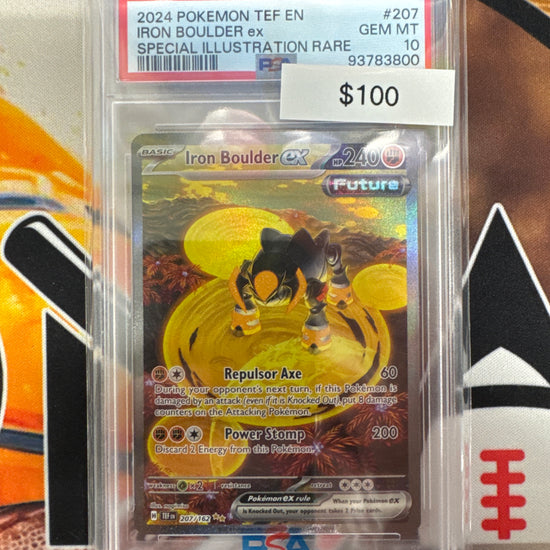 2024 POKEMON TEF EN #207
IRON BOULDER ex GEM MT
SPECIAL ILLUSTRATION RARE 10
PSA 93783800
$100
BASIC Iron Boulder ex HP 240
Future
Repulsor Axe 60
During your opponent's next turn, if this Pokémon is
damaged by an attack (even if it is Knocked Out), put 8 damage
counters on the Attacking Pokémon.
Power Stomp 200
Discard 2 Energy from this Pokémon.
weakness ×2 resistance retreat
Pokémon ex rule
When your Pokémon ex
is Knocked Out, your opponent takes 2 Prize cards.
TEF EN 207/162
PSA